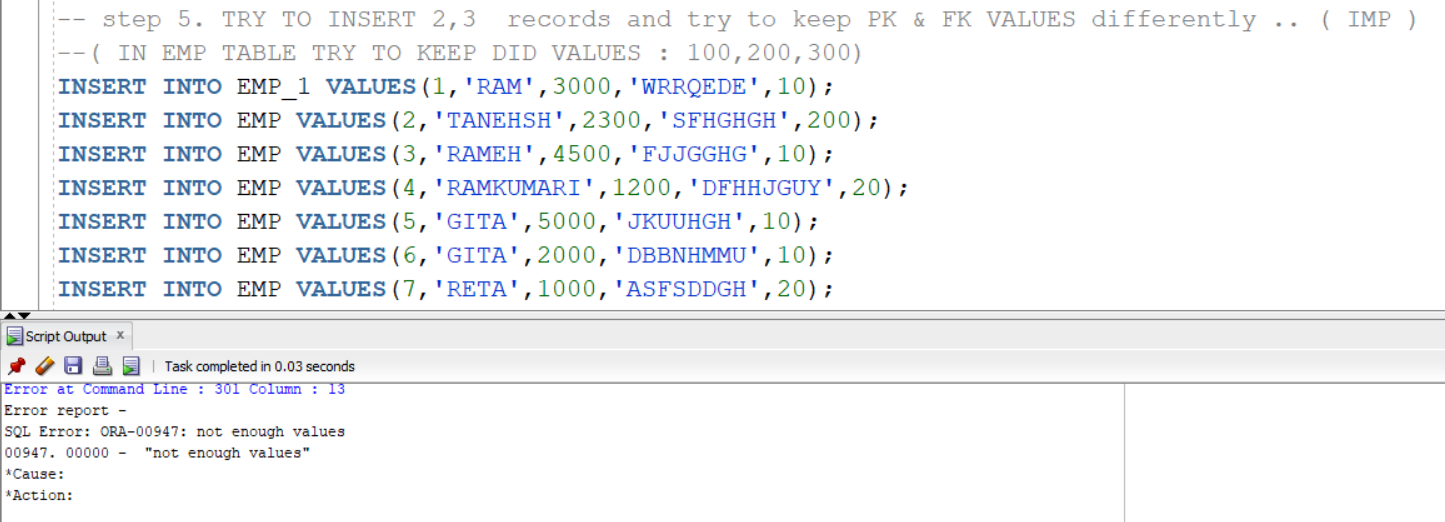 -- step 5. TRY TO INSERT 2,3  records and try to keep PK & FK VALUES differently .. ( IMP )
--( IN EMP TABLE TRY TO KEEP DID VALUES : 100,200,300)
INSERT INTO EMP_1 VALUES(1,'RAM',3000,'WRRQEDE',10);
INSERT INTO EMP VALUES(2,'TANEHSH',2300,'SFHGHGH',200);
INSERT INTO EMP VALUES(3,'RAMEH',4500,'FJJGGHG',10);
INSERT INTO EMP VALUES(4,'RAMKUMARI',1200,'DFHHJGUY',20);
INSERT INTO EMP VALUES(5,'GITA',5000,'JKUUHGH',10);
INSERT INTO EMP VALUES(6,'GITA',2000,'DBBNHMMU',10);
INSERT INTO EMP VALUES(7,'RETA',1000,'ASFSDDGH',20);
Script Output x
Task completed in 0.03 seconds
Error at Command Line : 301 Column : 13
Error report -
SQL Error: ORA-00947: not enough values
00947. 00000 -  "not enough values"
*Cause:
*Action: